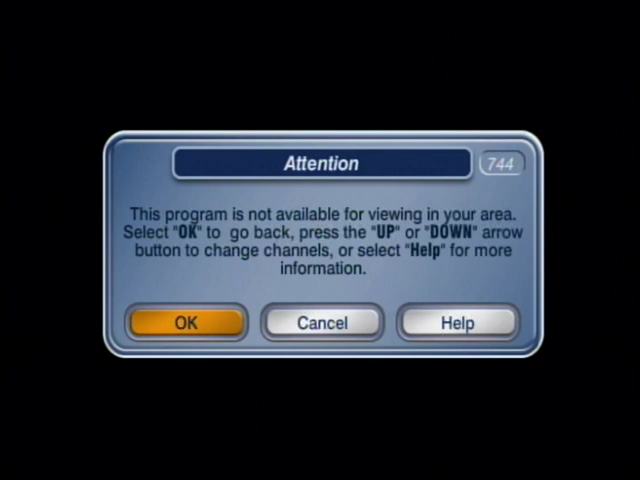 Attention
744
This program is not available for viewing in your area.
Select "OK" to go back, press the "UP" or "DOWN" arrow
button to change channels, or select "Help" for more
information.
OK
Cancel
Help